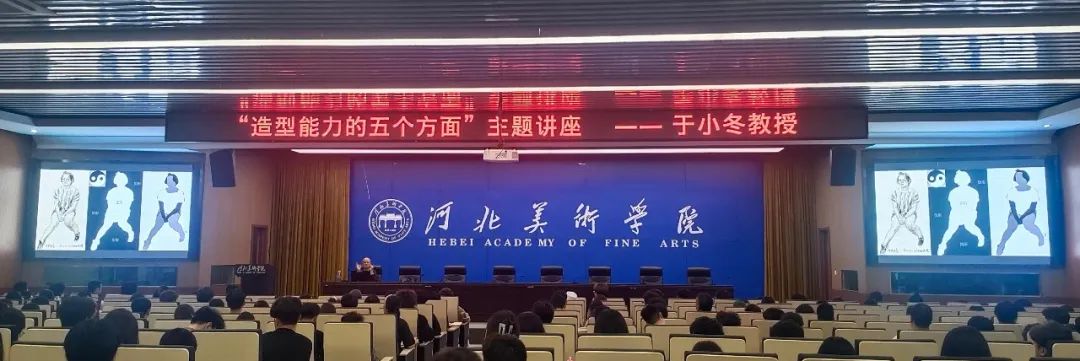 “造型能力的五个方面”主题讲座 —— 于小冬教授
河北美術学院
HEBEI ACADEMY OF FINE ARTS